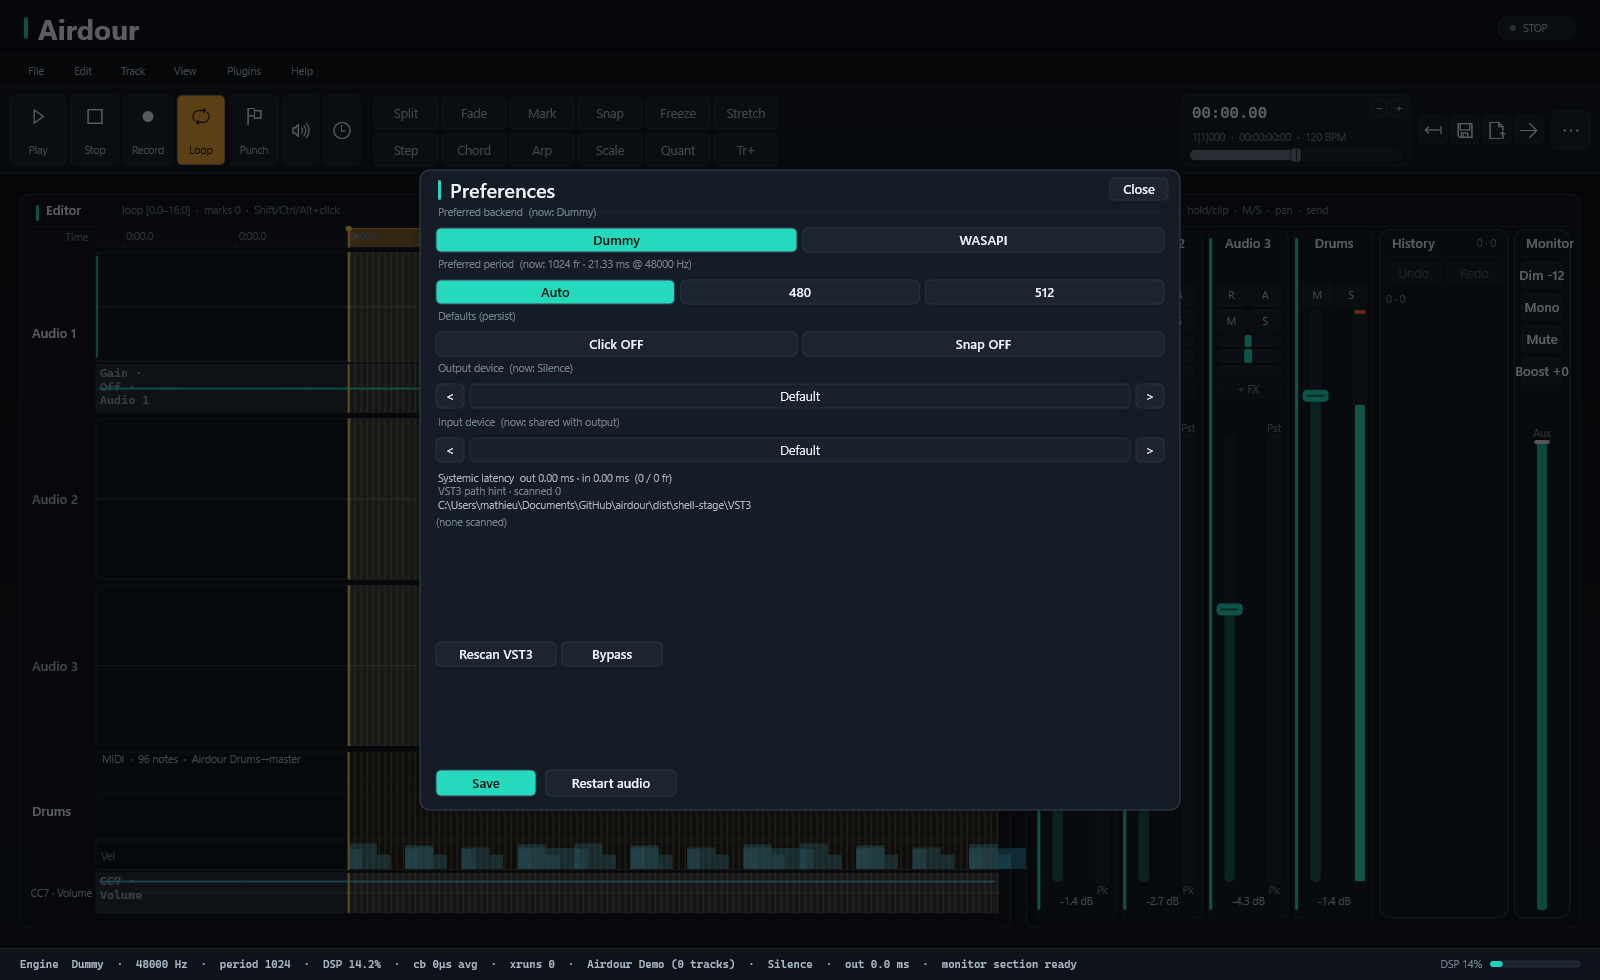 Airdour
STOP
File Edit Track View Plugins Help
Play Stop Record Loop Punch
Split Fade Mark Snap Freeze Stretch
Step Chord Arp Scale Quant Tr+
00:00.00 − +
1|1|000 · 00:00:00:00 · 120 BPM
Editor loop [0.0–16.0] · marks 0 · Shift/Ctrl/Alt+click
Time 0:00.0 0:00.0
Audio 1
Gain ·
Off ·
Audio 1
Audio 2
Audio 3
MIDI · 96 notes · Airdour Drums→master
Drums
Vel
CC7 · Volume
CC7 ·
Volume
Preferences
Close
Preferred backend (now: Dummy)
Dummy WASAPI
Preferred period (now: 1024 fr · 21.33 ms @ 48000 Hz)
Auto 480 512
Defaults (persist)
Click OFF Snap OFF
Output device (now: Silence)
< Default >
Input device (now: shared with output)
< Default >
Systemic latency out 0.00 ms · in 0.00 ms (0 / 0 fr)
VST3 path hint · scanned 0
C:\Users\mathieu\Documents\GitHub\airdour\dist\shell-stage\VST3
(none scanned)
Rescan VST3 Bypass
Save Restart audio
hold/clip · M/S · pan · send
2 Audio 3 Drums
R A M S
M S
+ FX
Pst Pst
Pk Pk Pk
-1.4 dB -2.7 dB -4.3 dB -1.4 dB
History 0 · 0
Undo Redo
0 · 0
Monitor
Dim -12
Mono
Mute
Boost +0
Aux
Engine Dummy · 48000 Hz · period 1024 · DSP 14.2% · cb 0µs avg · xruns 0 · Airdour Demo (0 tracks) · Silence · out 0.0 ms · monitor section ready
DSP 14%